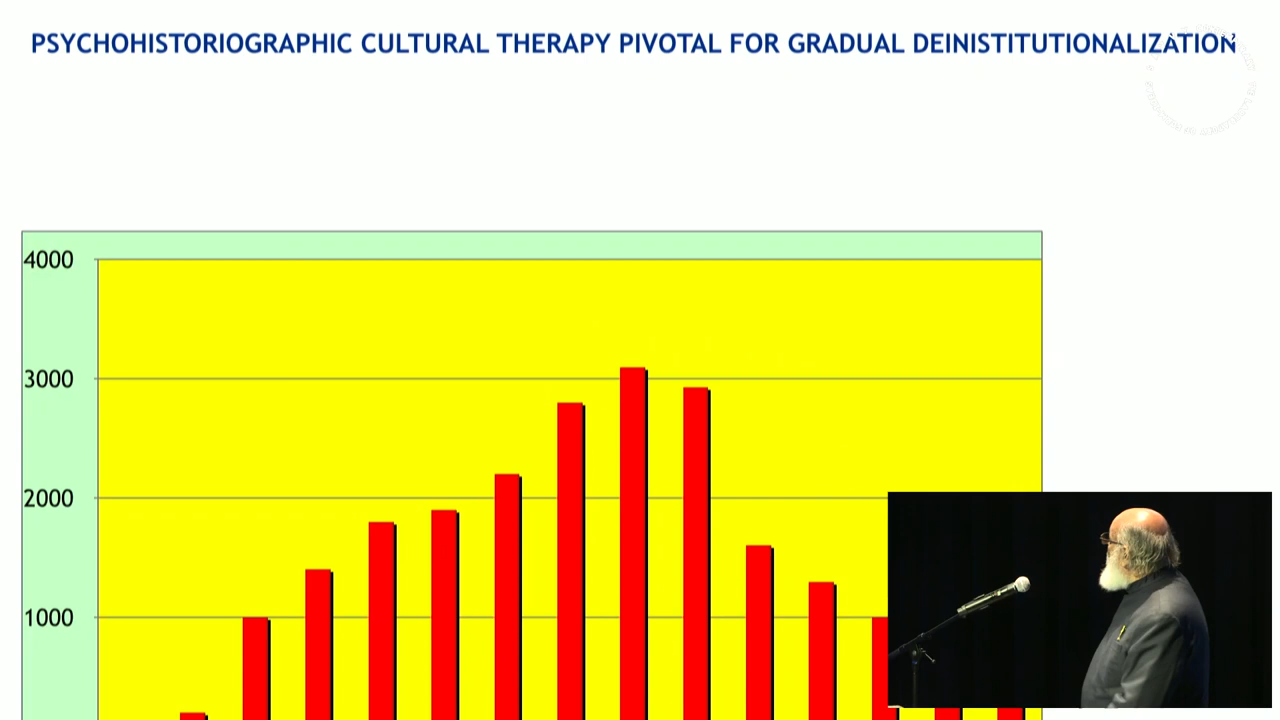 PSYCHOHISTORIOGRAPHIC CULTURAL THERAPY PIVOTAL FOR GRADUAL DEINISTITUTIONALIZATION
4000
3000
2000
1000